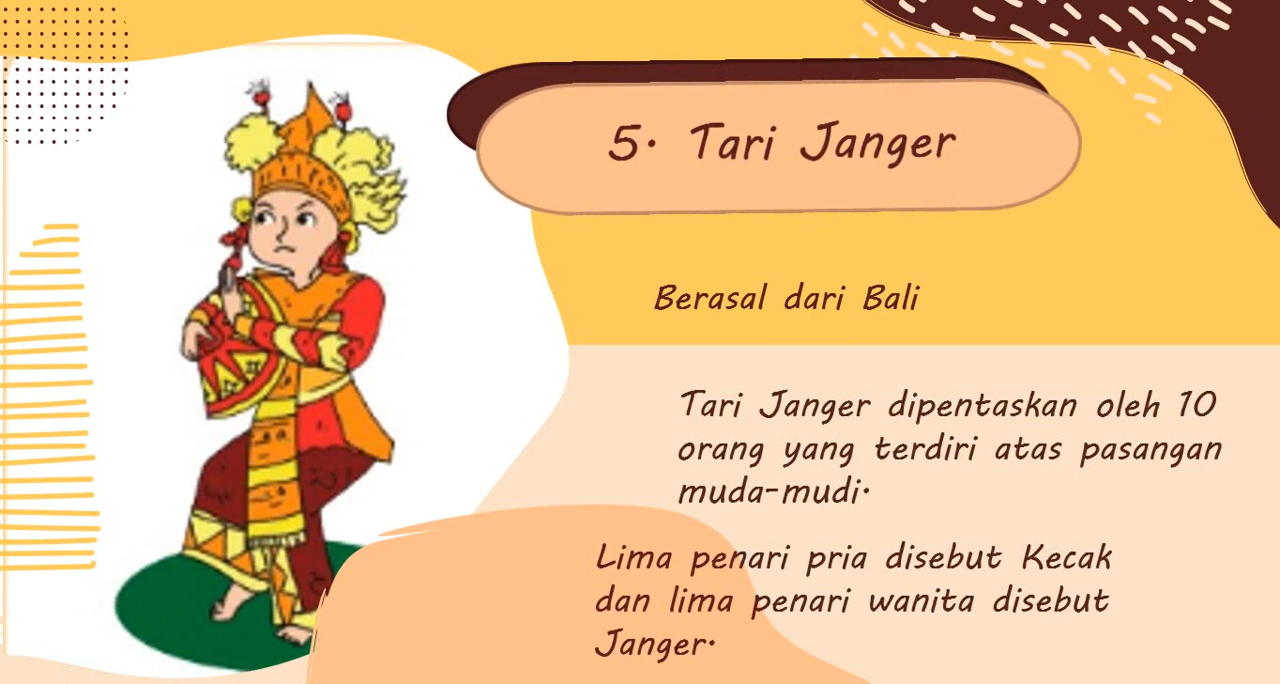 5. Tari Janger
Berasal dari Bali
Tari Janger dipentaskan oleh 10
orang yang terdiri atas pasangan
muda-mudi.
Lima penari pria disebut Kecak
dan lima penari wanita disebut
Janger.